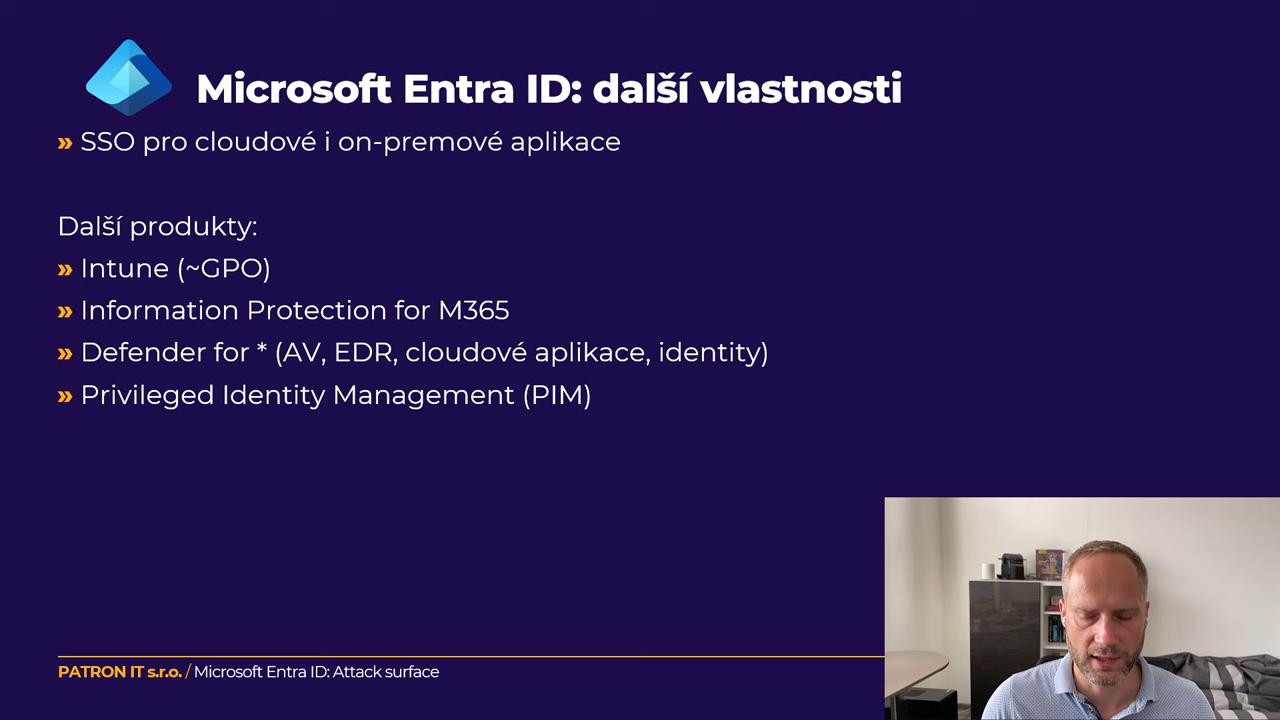 Microsoft Entra ID: další vlastnosti
» SSO pro cloudové i on-premové aplikace
Další produkty:
» Intune (~GPO)
» Information Protection for M365
» Defender for * (AV, EDR, cloudové aplikace, identity)
» Privileged Identity Management (PIM)
PATRON IT s.r.o. / Microsoft Entra ID: Attack surface